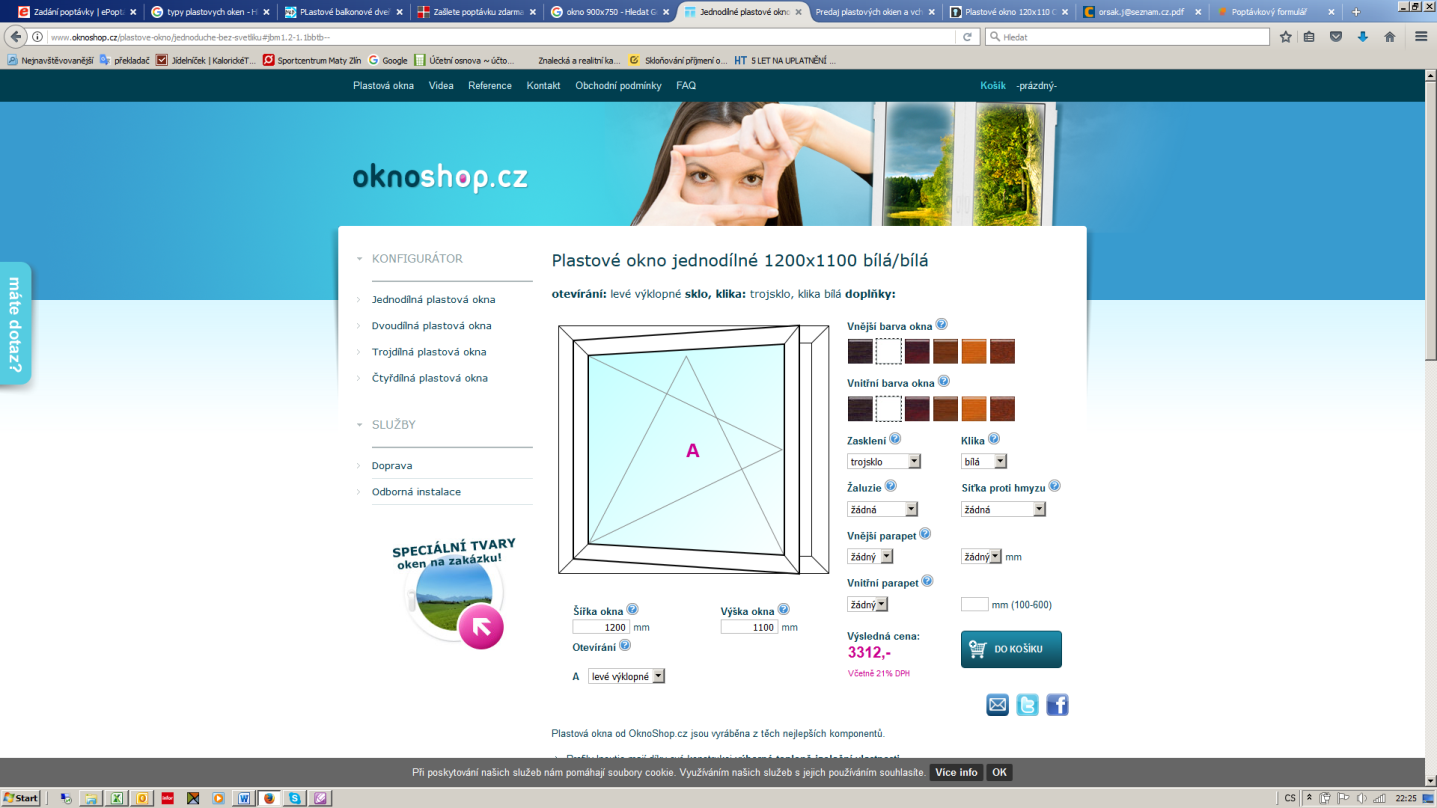 Zadání poptávky | ePopta
typy plastovych oken - H
PLastové balkonové dveř
Zašlete poptávku zdarma
okno 900x750 - Hledat G
Jednodílné plastové okno
Predaj plastových okien a vch
Plastové okno 120x110 O
orsak.j@seznam.cz.pdf
Poptávkový formulář
www.oknoshop.cz/plastove-okno/jednoduche-bez-svetliku#jbm1.2-1.1bbtb--
Hledat
Nejnavštěvovanější
překladač
Jídelníček | KalorickéT...
Sportcentrum Maty Zlín
Google
Účetní osnova ~ účto...
Znalecká a realitní ka...
Skloňování příjmení o...
HT 5 LET NA UPLATNĚNÍ ...
Plastová okna Videa Reference Kontakt Obchodní podmínky FAQ
Košík -prázdný-
oknoshop.cz
máte dotaz?
KONFIGURÁTOR
Jednodílná plastová okna
Dvoudílná plastová okna
Trojdílná plastová okna
Čtyřdílná plastová okna
SLUŽBY
Doprava
Odborná instalace
SPECIÁLNÍ TVARY
oken na zakázku!
Plastové okno jednodílné 1200x1100 bílá/bílá
otevírání: levé výklopné sklo, klika: trojsklo, klika bílá doplňky:
A
Šířka okna
1200 mm
Výška okna
1100 mm
Otevírání
A levé výklopné
Vnější barva okna
Vnitřní barva okna
Zasklení Klika
trojsklo bílá
Žaluzie Síťka proti hmyzu
žádná žádná
Vnější parapet
žádný žádný mm
Vnitřní parapet
žádný mm (100-600)
Výsledná cena:
3312,-
Včetně 21% DPH
DO KOŠÍKU
Plastová okna od OknoShop.cz jsou vyráběna z těch nejlepších komponentů.
Při poskytování našich služeb nám pomáhají soubory cookie. Využíváním našich služeb s jejich používáním souhlasíte. Více info OK
Start
CS
22:25